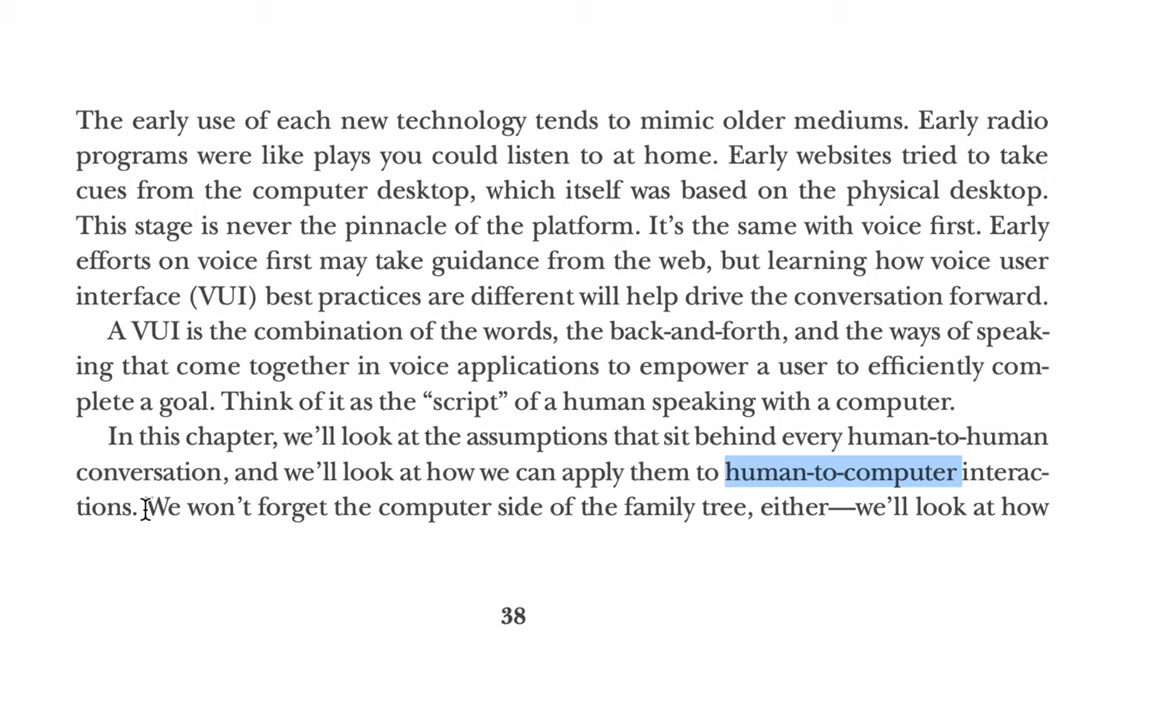 The early use of each new technology tends to mimic older mediums. Early radio
programs were like plays you could listen to at home. Early websites tried to take
cues from the computer desktop, which itself was based on the physical desktop.
This stage is never the pinnacle of the platform. It’s the same with voice first. Early
efforts on voice first may take guidance from the web, but learning how voice user
interface (VUI) best practices are different will help drive the conversation forward.
A VUI is the combination of the words, the back-and-forth, and the ways of speak-
ing that come together in voice applications to empower a user to efficiently com-
plete a goal. Think of it as the “script” of a human speaking with a computer.
In this chapter, we’ll look at the assumptions that sit behind every human-to-human
conversation, and we’ll look at how we can apply them to human-to-computer interac-
tions. We won’t forget the computer side of the family tree, either—we’ll look at how
38